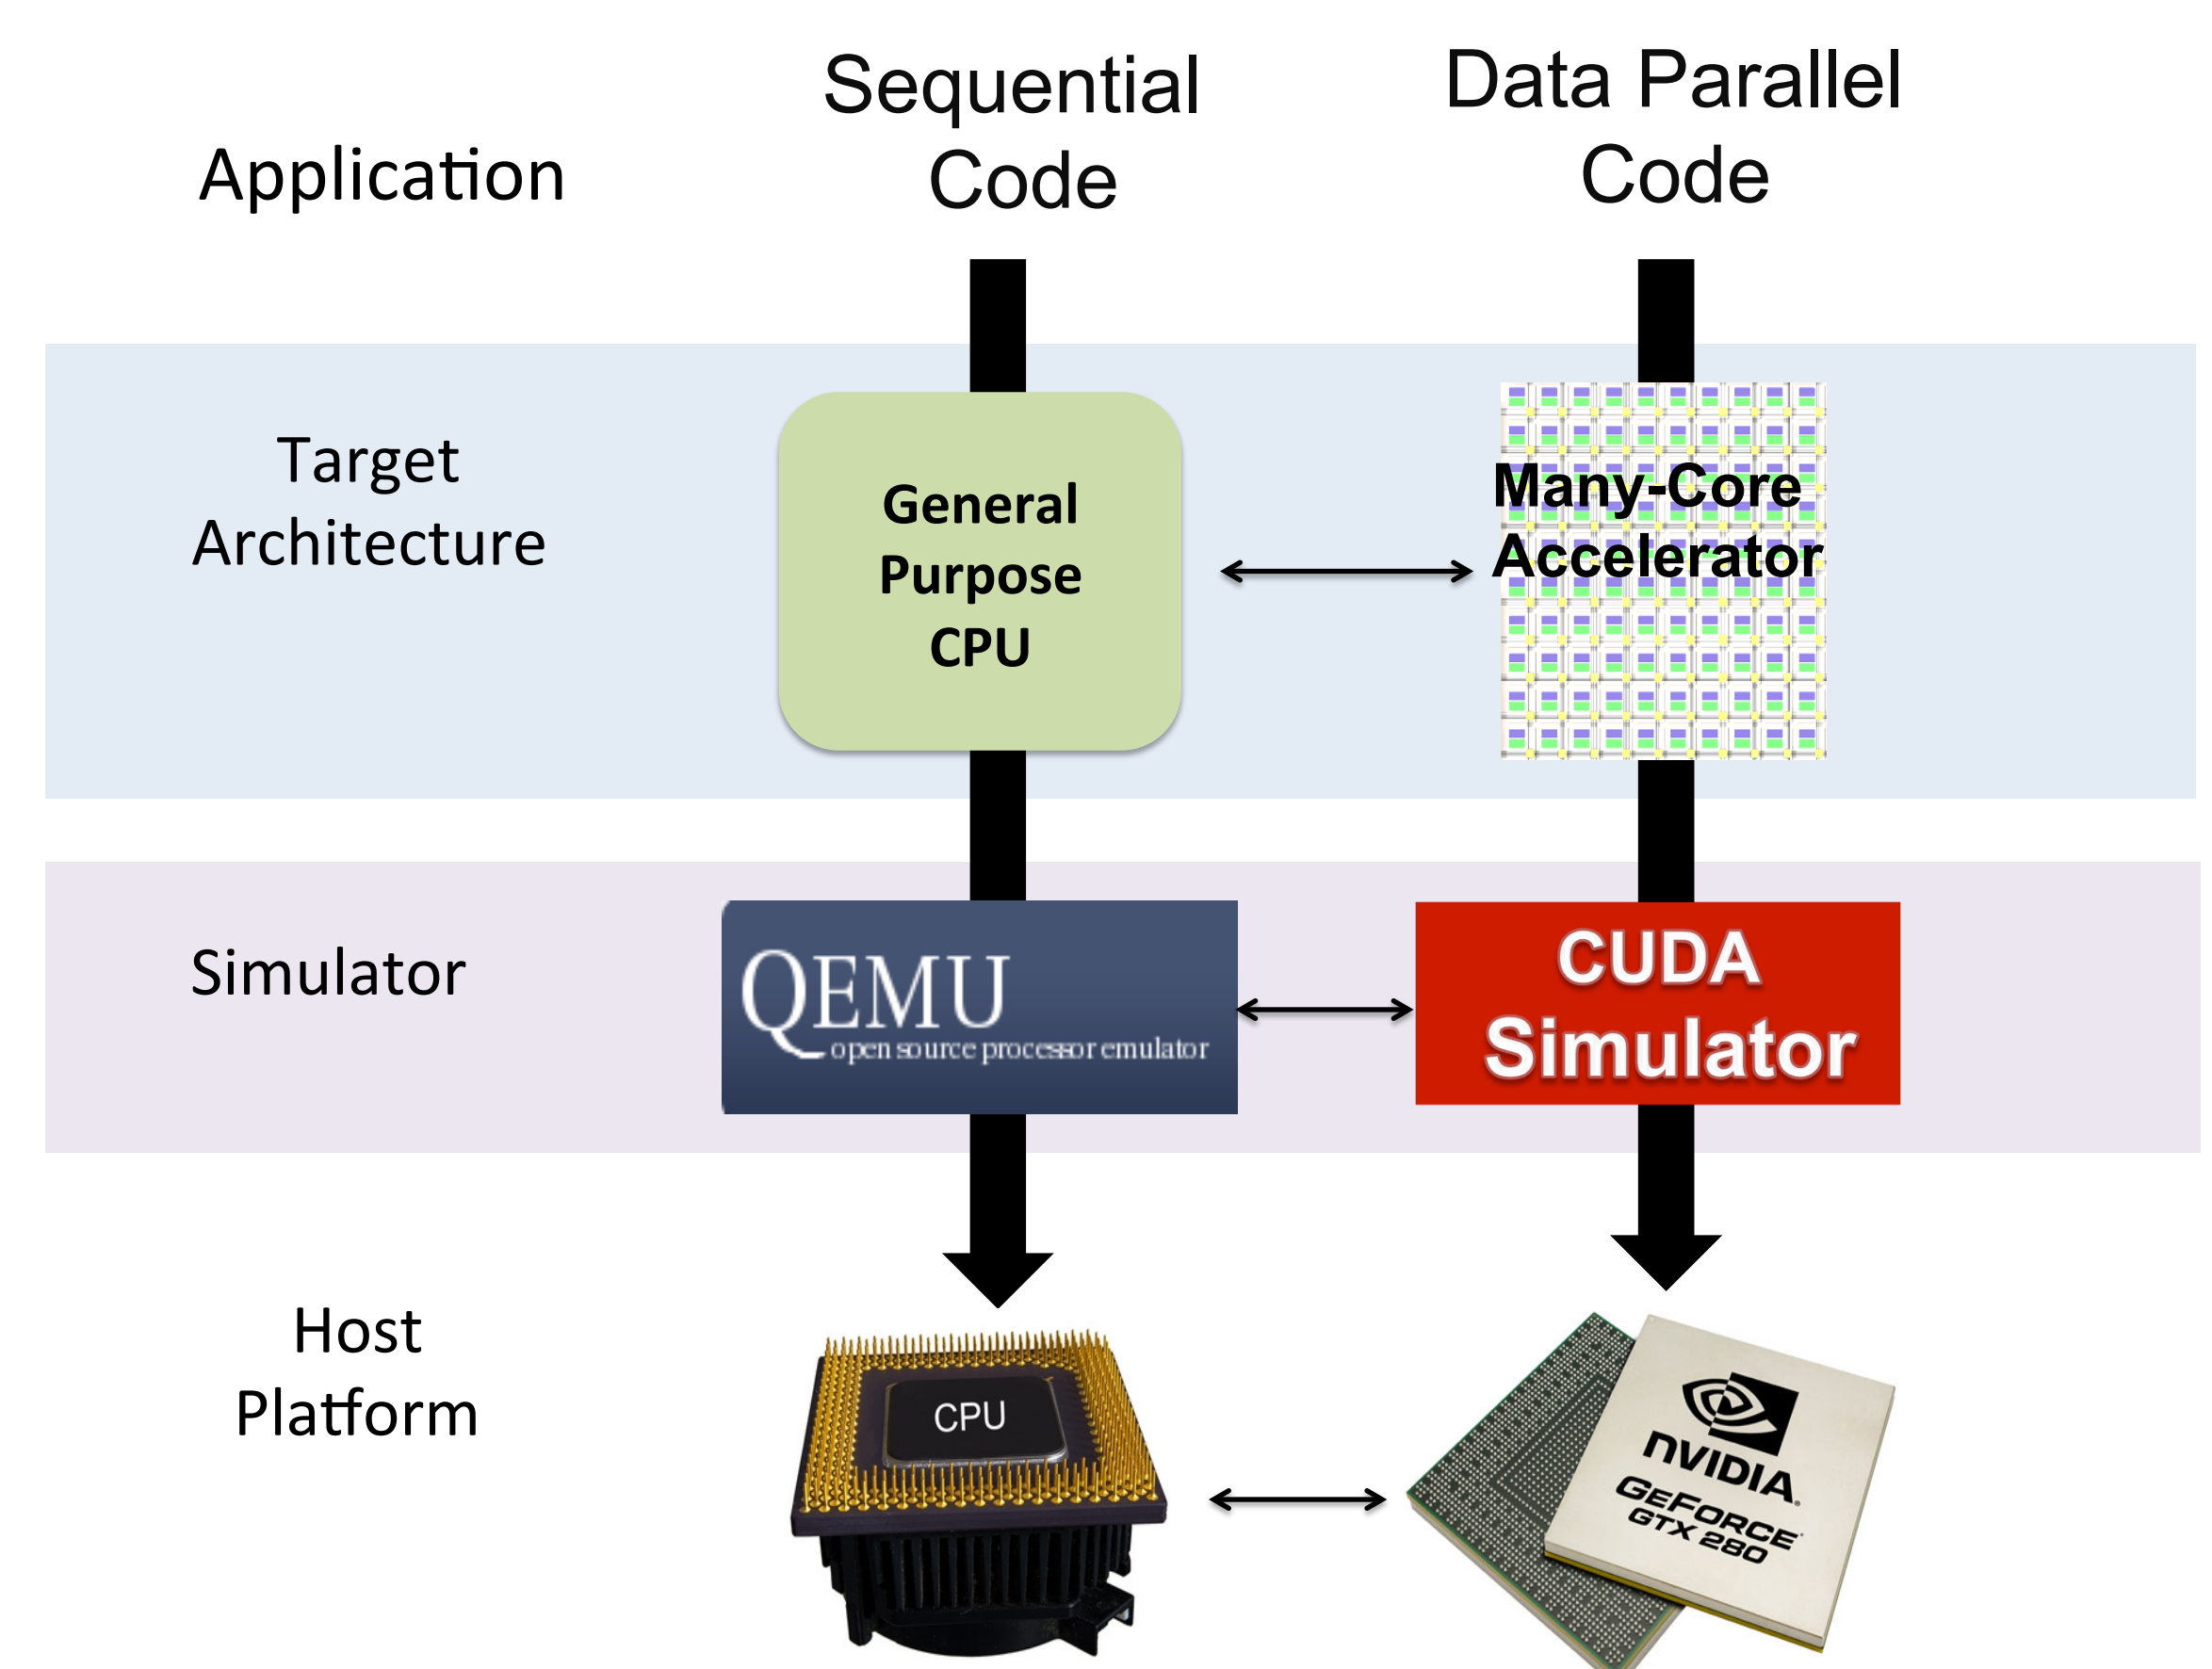 Application
Sequential
Code
Data Parallel
Code
Target
Architecture
General
Purpose
CPU
Many-Core
Accelerator
Simulator
QEMU
open source processor emulator
CUDA
Simulator
Host
Platform
CPU
NVIDIA.
GEFORCE
GTX 280